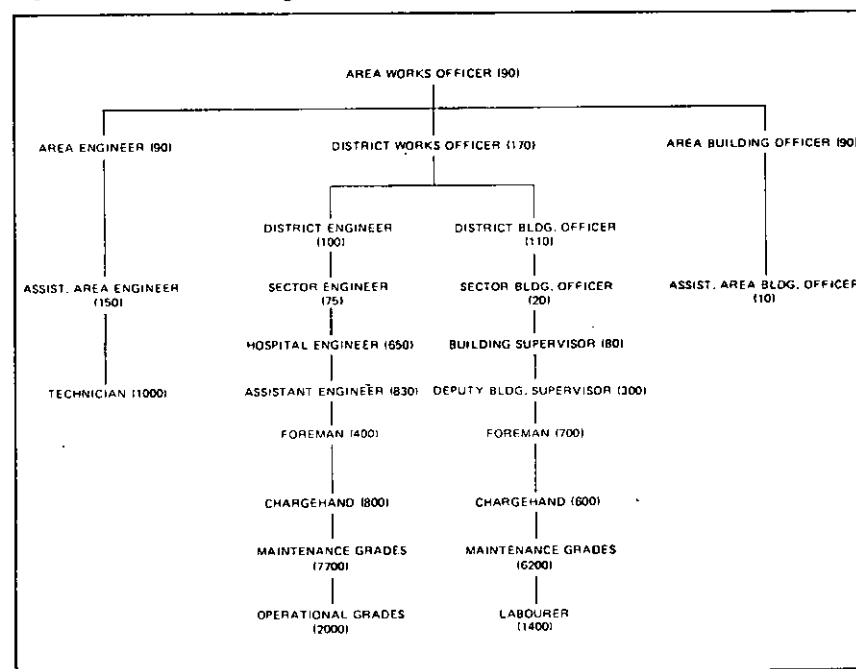 AREA WORKS OFFICER (90)
AREA ENGINEER (90)
DISTRICT WORKS OFFICER (170)
AREA BUILDING OFFICER (90)
DISTRICT ENGINEER
(100)
DISTRICT BLDG. OFFICER
(110)
ASSIST. AREA ENGINEER
(150)
SECTOR ENGINEER
(75)
SECTOR BLDG. OFFICER
(20)
ASSIST. AREA BLDG. OFFICER
(10)
HOSPITAL ENGINEER (650)
BUILDING SUPERVISOR (80)
TECHNICIAN (1000)
ASSISTANT ENGINEER (830)
DEPUTY BLDG. SUPERVISOR (300)
FOREMAN (400)
FOREMAN (700)
CHARGEHAND (800)
CHARGEHAND (600)
MAINTENANCE GRADES
(7700)
MAINTENANCE GRADES
(6200)
OPERATIONAL GRADES
(2000)
LABOURER
(1400)